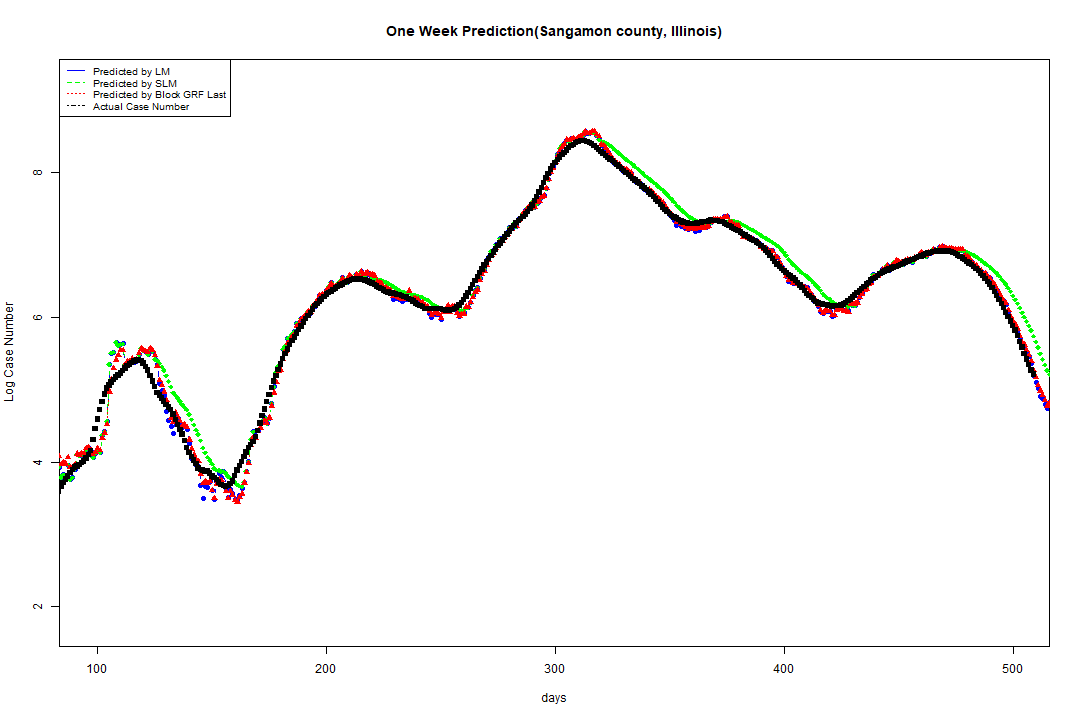 One Week Prediction(Sangamon county, Illinois)
Predicted by LM
Predicted by SLM
Predicted by Block GRF Last
Actual Case Number
8
6
4
2
Log Case Number
100 200 300 400 500
days